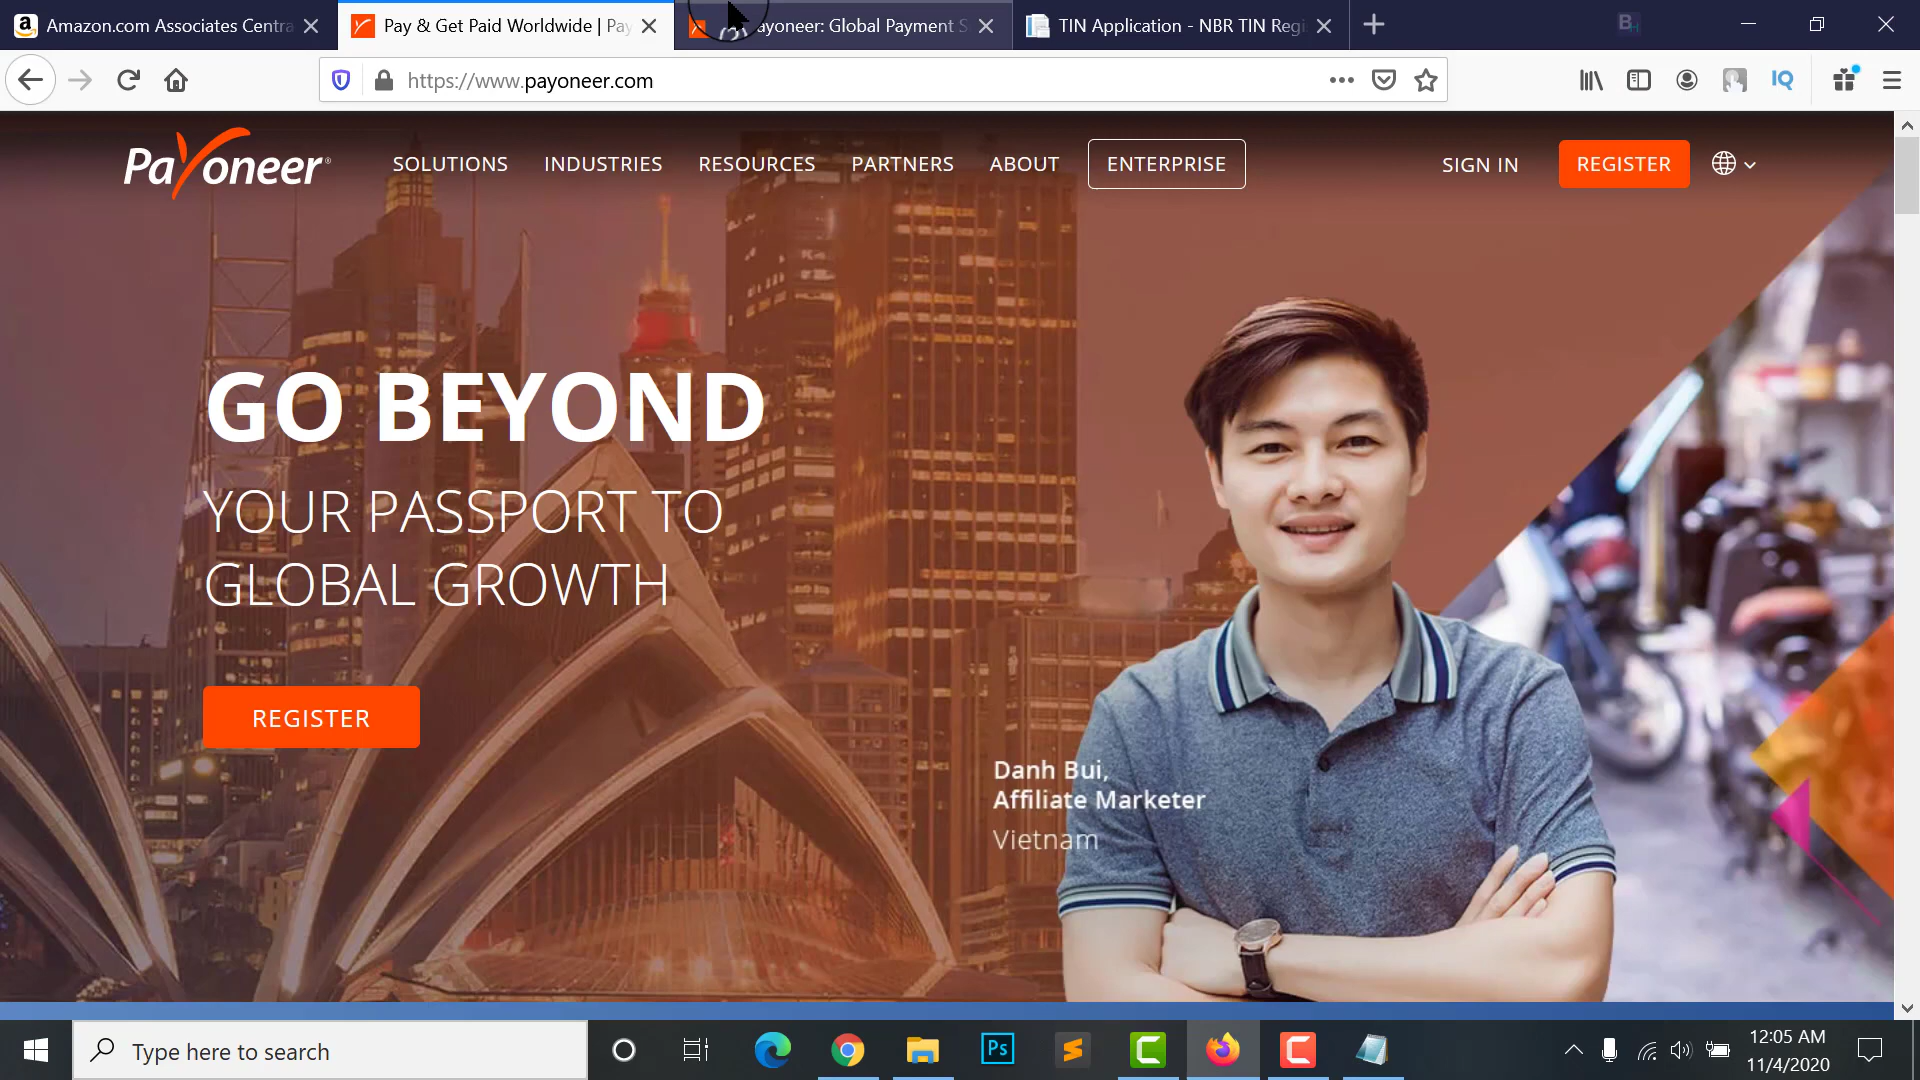 Amazon.com Associates Centra
Pay & Get Paid Worldwide | Pay
Payoneer: Global Payment S
TIN Application - NBR TIN Regi
https://www.payoneer.com
IQ
Payoneer
SOLUTIONS
INDUSTRIES
RESOURCES
PARTNERS
ABOUT
ENTERPRISE
SIGN IN
REGISTER
GO BEYOND
YOUR PASSPORT TO
GLOBAL GROWTH
REGISTER
Danh Bui,
Affiliate Marketer
Vietnam
Type here to search
Ps
12:05 AM
11/4/2020